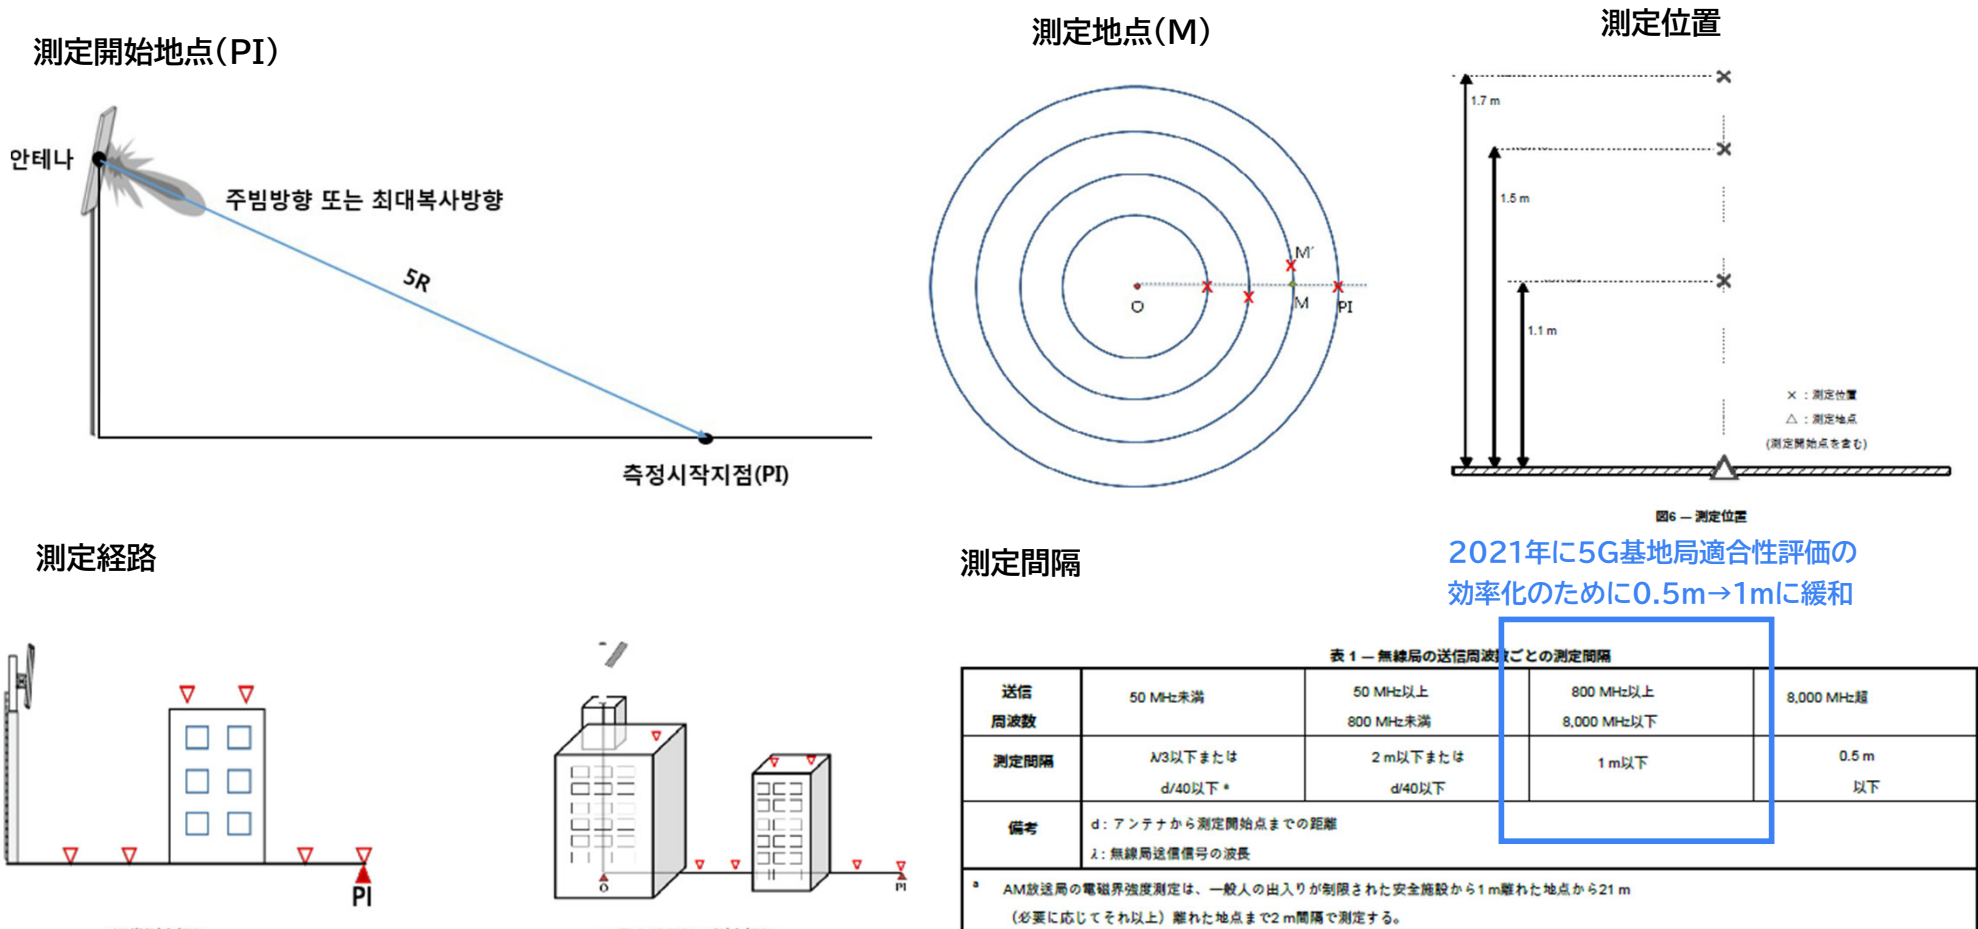 測定開始地点(PI)
안테나
주빔방향 또는 최대복사방향
5R
측정시작지점(PI)
測定地点(M)
M′
O
M
PI
測定位置
1.7 m
1.5 m
1.1 m
×：測定位置
△：測定地点
(測定開始点を含む)
図6 ― 測定位置
測定経路
PI
O
PI
測定間隔
2021年に5G基地局適合性評価の
効率化のために0.5m→1mに緩和
表 1 ― 無線局の送信周波数ごとの測定間隔
送信
周波数
50 MHz未満
50 MHz以上
800 MHz未満
800 MHz以上
8,000 MHz以下
8,000 MHz超
測定間隔
λ/3以下または
d/40以下 a
2 m以下または
d/40以下
1 m以下
0.5 m
以下
備考
d：アンテナから測定開始点までの距離
λ：無線局送信信号の波長
a AM放送局の電磁界強度測定は、一般人の出入りが制限された安全施設から1 m離れた地点から21 m
（必要に応じてそれ以上）離れた地点まで2 m間隔で測定する。